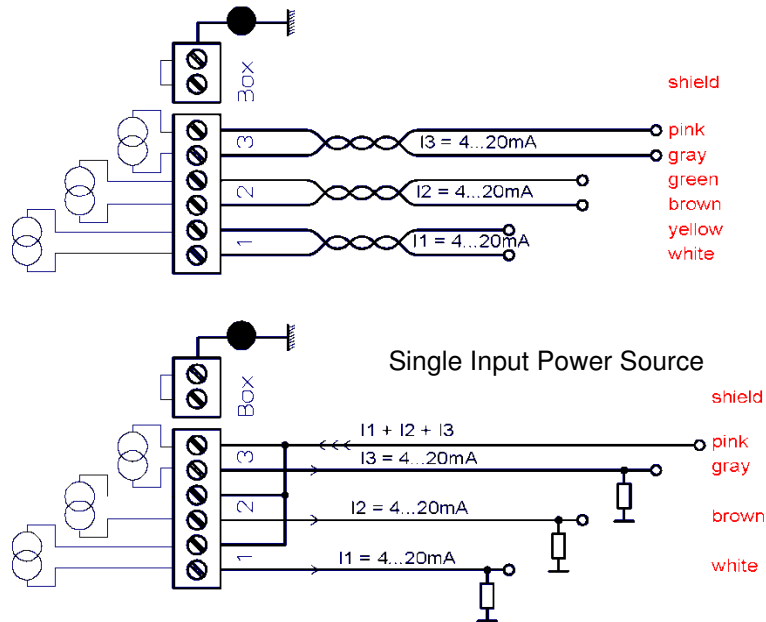 shield
Box
3
pink
I3 = 4...20mA
gray
green
2
I2 = 4...20mA
brown
yellow
1
I1 = 4...20mA
white
Single Input Power Source
Box
shield
I1 + I2 + I3
pink
3
I3 = 4...20mA
gray
2
I2 = 4...20mA
brown
1
I1 = 4...20mA
white